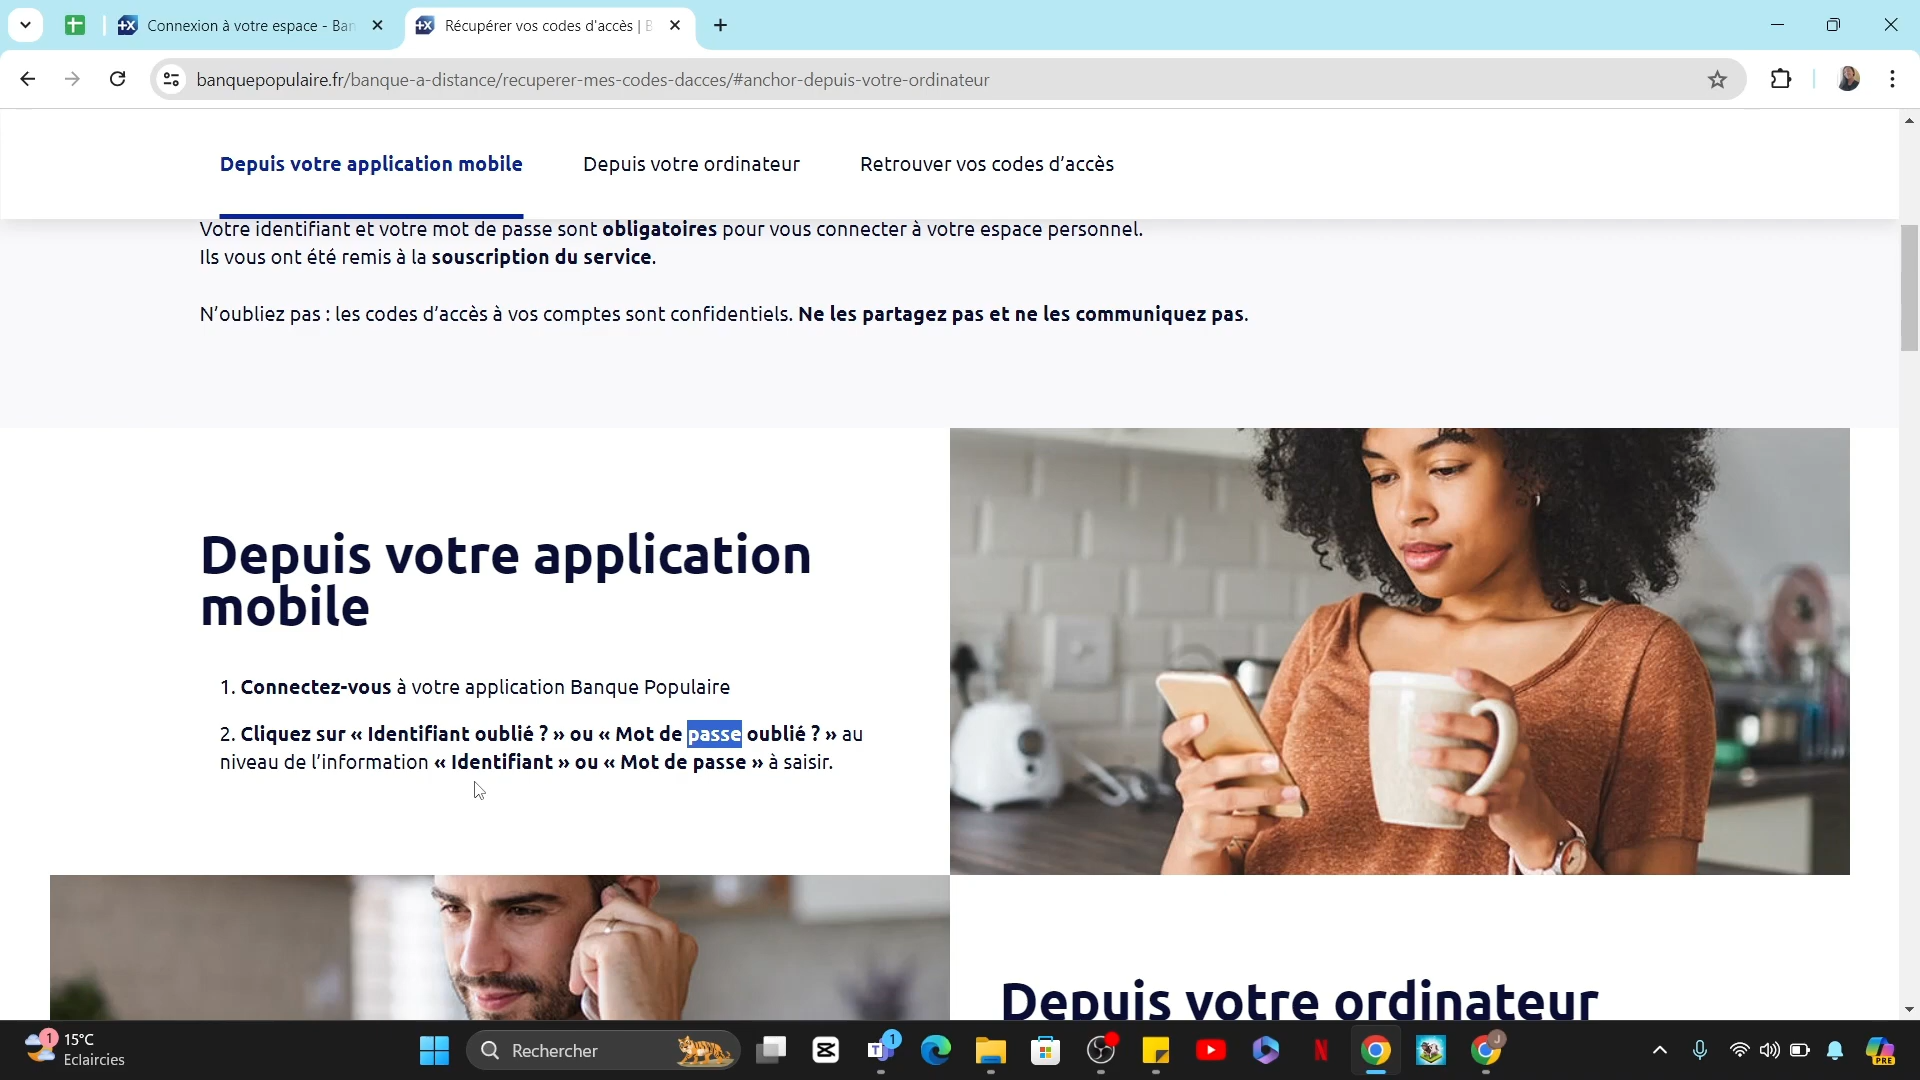 Connexion à votre espace - Ban
Récupérer vos codes d'accès | B
banquepopulaire.fr/banque-a-distance/recuperer-mes-codes-dacces/#anchor-depuis-votre-ordinateur
Depuis votre application mobile
Depuis votre ordinateur
Retrouver vos codes d’accès
Votre identifiant et votre mot de passe sont obligatoires pour vous connecter à votre espace personnel.
Ils vous ont été remis à la souscription du service.
N’oubliez pas : les codes d’accès à vos comptes sont confidentiels. Ne les partagez pas et ne les communiquez pas.
Depuis votre application
mobile
1. Connectez-vous à votre application Banque Populaire
2. Cliquez sur « Identifiant oublié ? » ou « Mot de passe oublié ? » au
niveau de l’information « Identifiant » ou « Mot de passe » à saisir.
Depuis votre ordinateur
1
15°C
Eclaircies
Rechercher
1
N
J
PRE